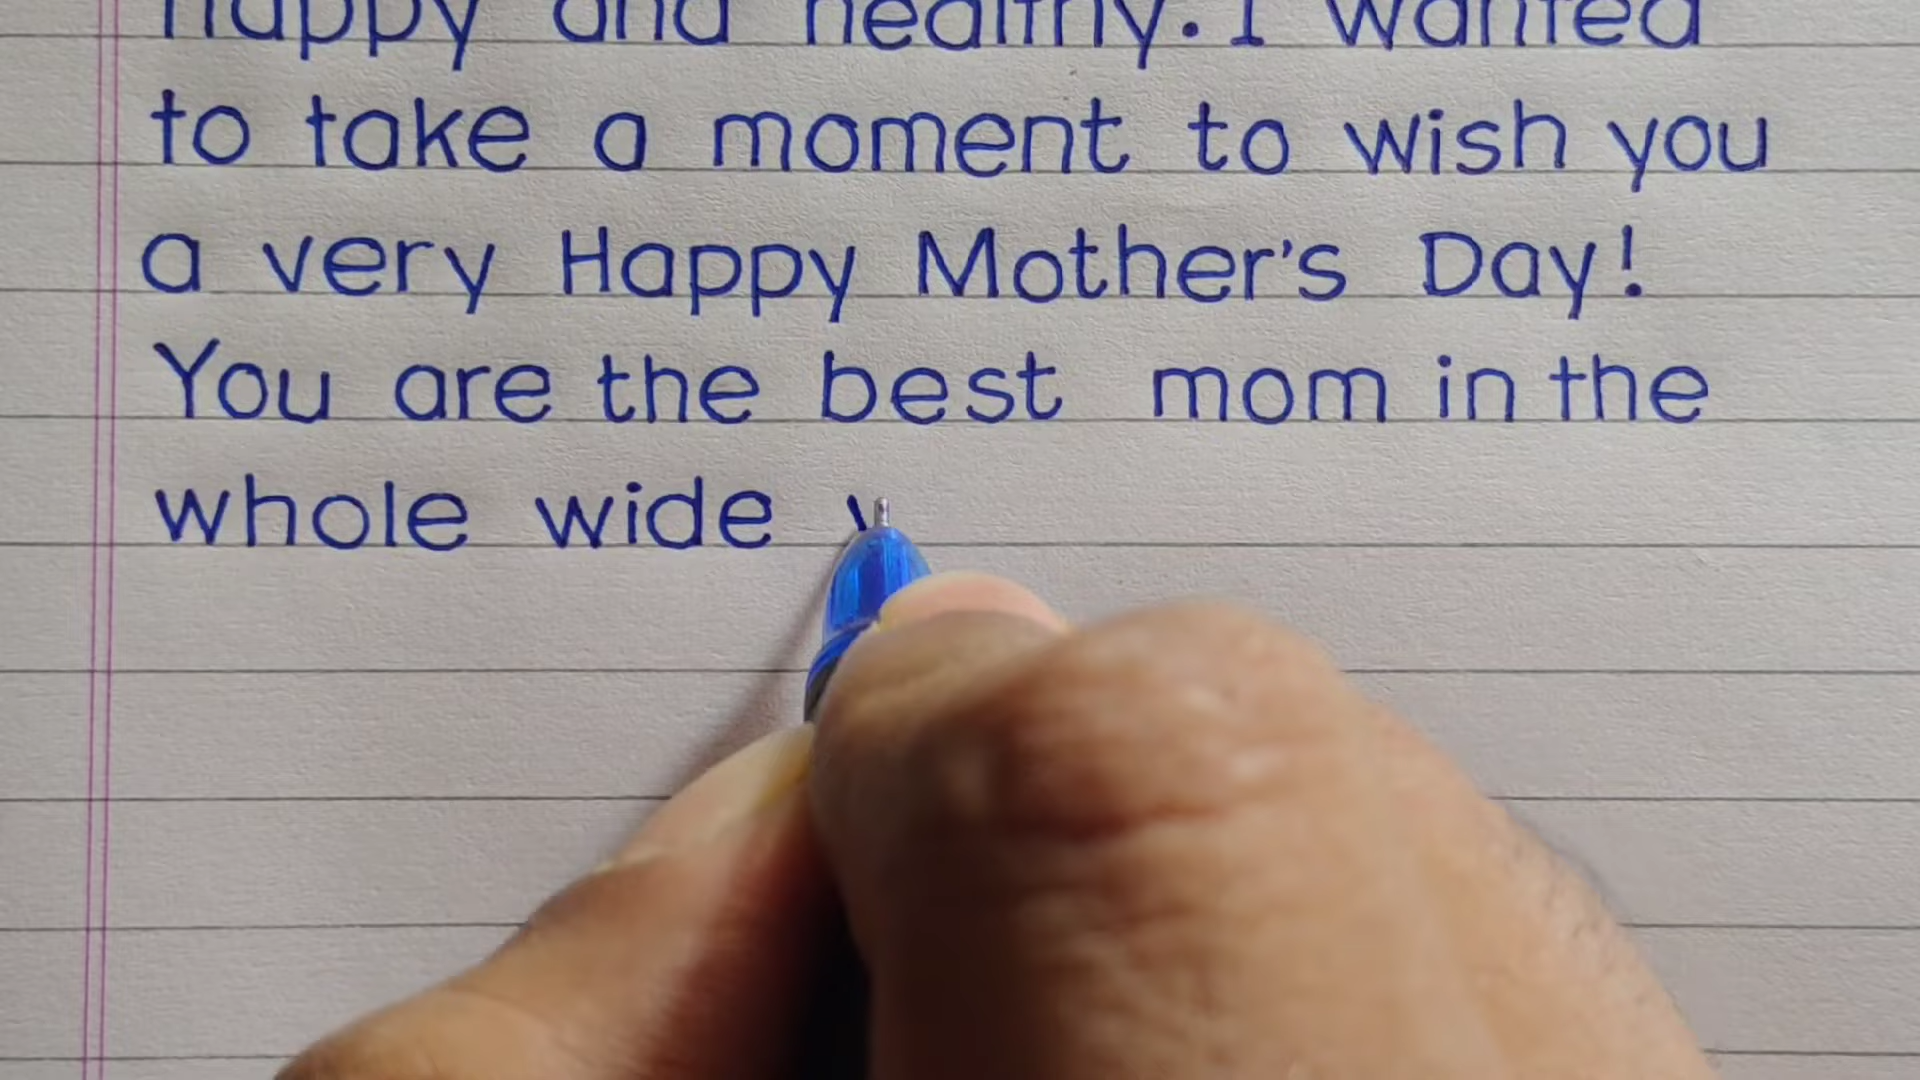 happy and healthy. I wanted
to take a moment to wish you
a very Happy Mother's Day!
You are the best mom in the
whole wide